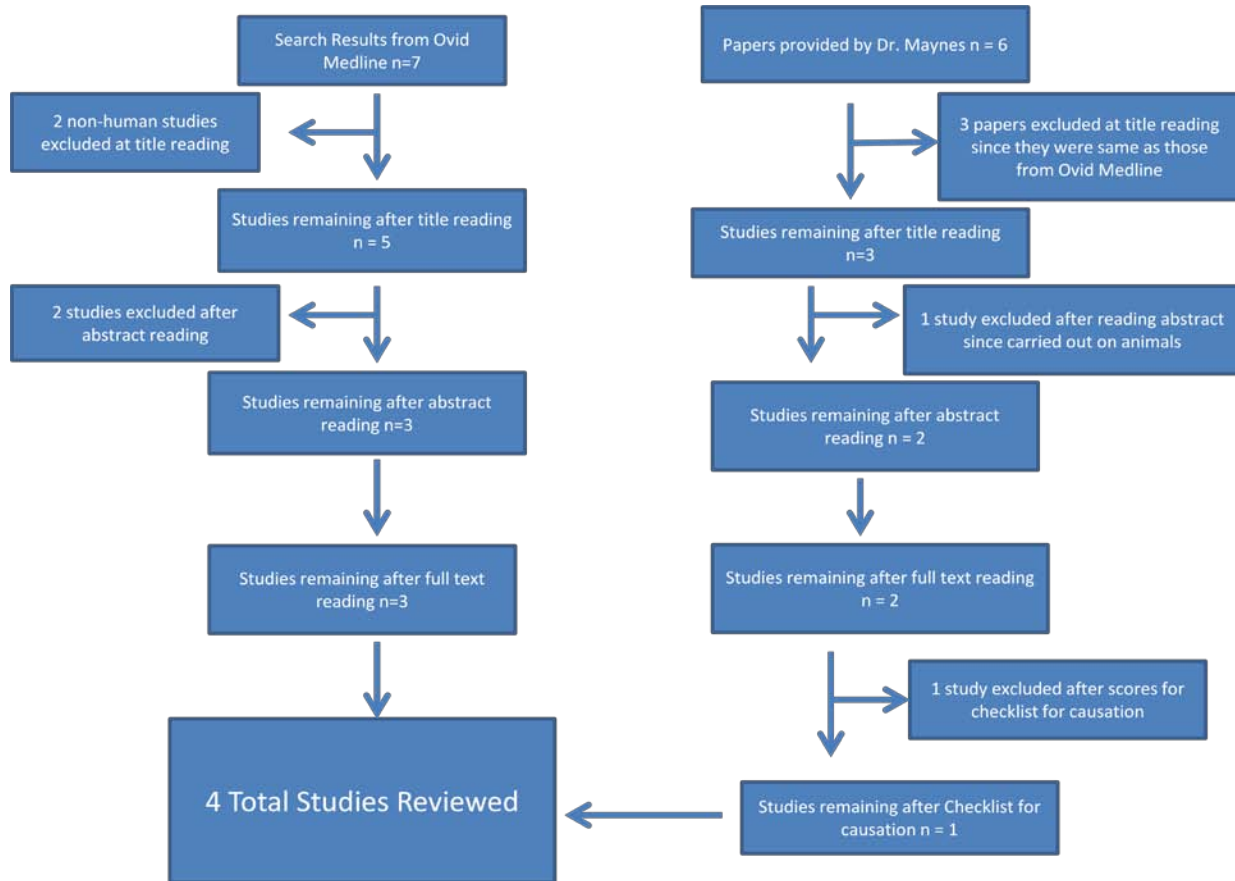 Search Results from Ovid
Medline n=7
2 non-human studies
excluded at title reading
Studies remaining after title reading
n = 5
2 studies excluded after
abstract reading
Studies remaining after abstract
reading n=3
Studies remaining after full text
reading n=3
4 Total Studies Reviewed
Papers provided by Dr. Maynes n = 6
3 papers excluded at title reading
since they were same as those
from Ovid Medline
Studies remaining after title reading
n=3
1 study excluded after reading abstract
since carried out on animals
Studies remaining after abstract
reading n = 2
Studies remaining after full text reading
n = 2
1 study excluded after scores for
checklist for causation
Studies remaining after Checklist for
causation n = 1